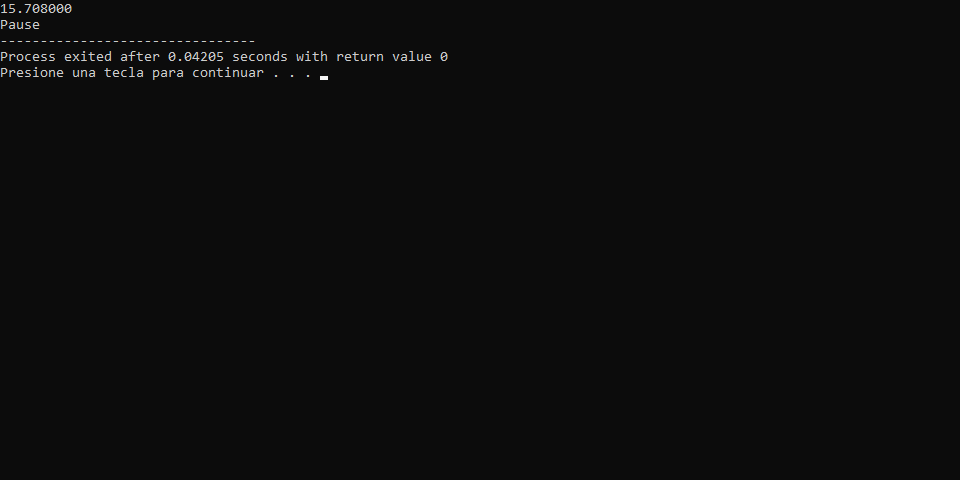 15.708000
Pause
--------------------------------
Process exited after 0.04205 seconds with return value 0
Presione una tecla para continuar . . .